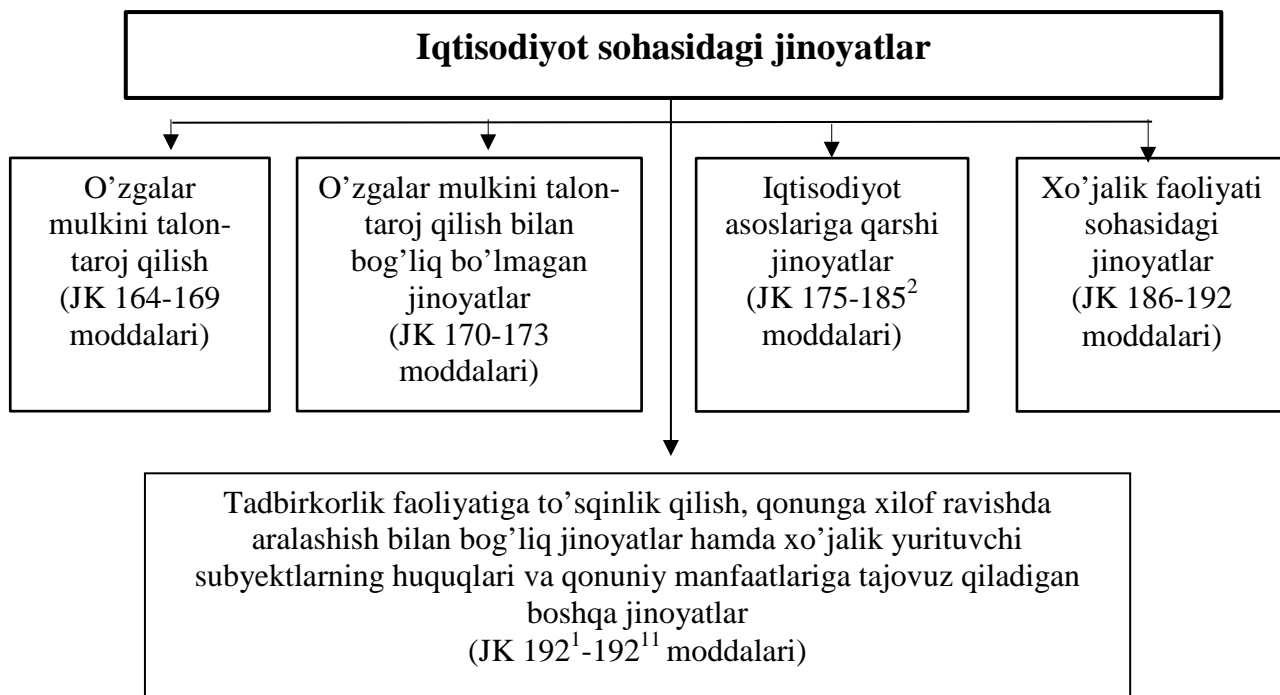 Iqtisodiyot sohasidagi jinoyatlar
O’zgalar
mulkini talon-
taroj qilish
(JK 164-169
moddalari)
O’zgalar mulkini talon-
taroj qilish bilan
bog’liq bo’lmagan
jinoyatlar
(JK 170-173
moddalari)
Iqtisodiyot
asoslariga qarshi
jinoyatlar
(JK 175-185²
moddalari)
Xo’jalik faoliyati
sohasidagi
jinoyatlar
(JK 186-192
moddalari)
Tadbirkorlik faoliyatiga to’sqinlik qilish, qonunga xilof ravishda
aralashish bilan bog’liq jinoyatlar hamda xo’jalik yurituvchi
subyektlarning huquqlari va qonuniy manfaatlariga tajovuz qiladigan
boshqa jinoyatlar
(JK 192¹-192¹¹ moddalari)